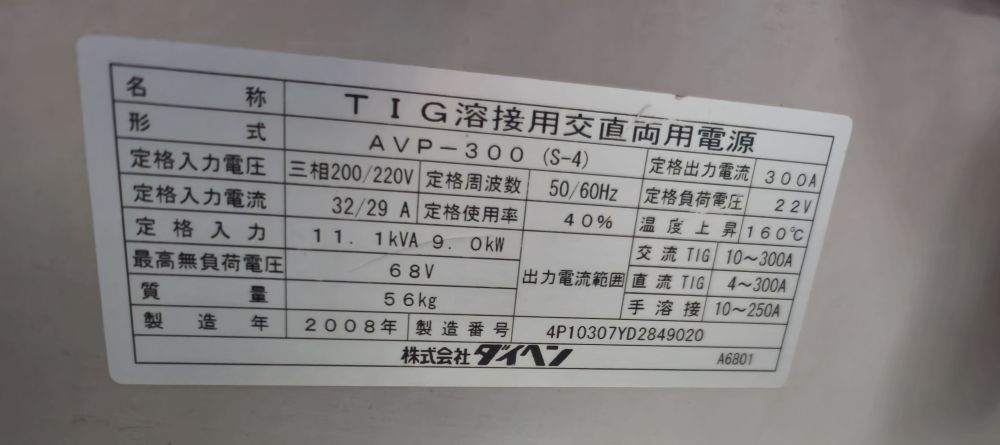 名称 TIG溶接用交直両用電源
形式 AVP-300 (S-4) 定格出力電流 300A
定格入力電圧 三相200/220V 定格周波数 50/60Hz 定格負荷電圧 22V
定格入力電流 32/29 A 定格使用率 40% 温度上昇 160℃
定格入力 11.1kVA 9.0kW 出力電流範囲 交流TIG 10~300A
最高無負荷電圧 68V 直流TIG 4~300A
質量 56kg 手溶接 10~250A
製造年 2008年 製造番号 4P10307YD2849020
株式会社ダイヘン A6801